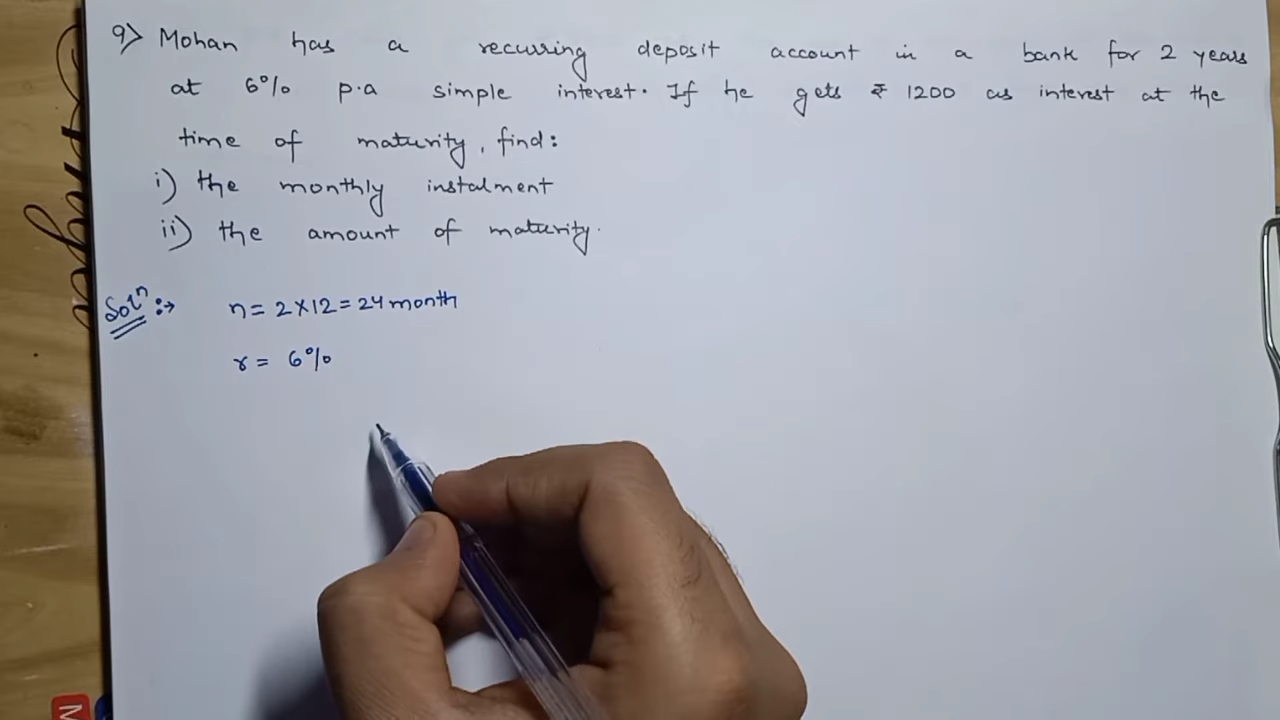 9> Mohan has a recurring deposit account in a bank for 2 years
at 6% p.a simple interest. If he gets ₹ 1200 as interest at the
time of maturity, find:
i) the monthly instalment
ii) the amount of maturity.
Solⁿ :→ n = 2×12 = 24 month
r = 6%
M